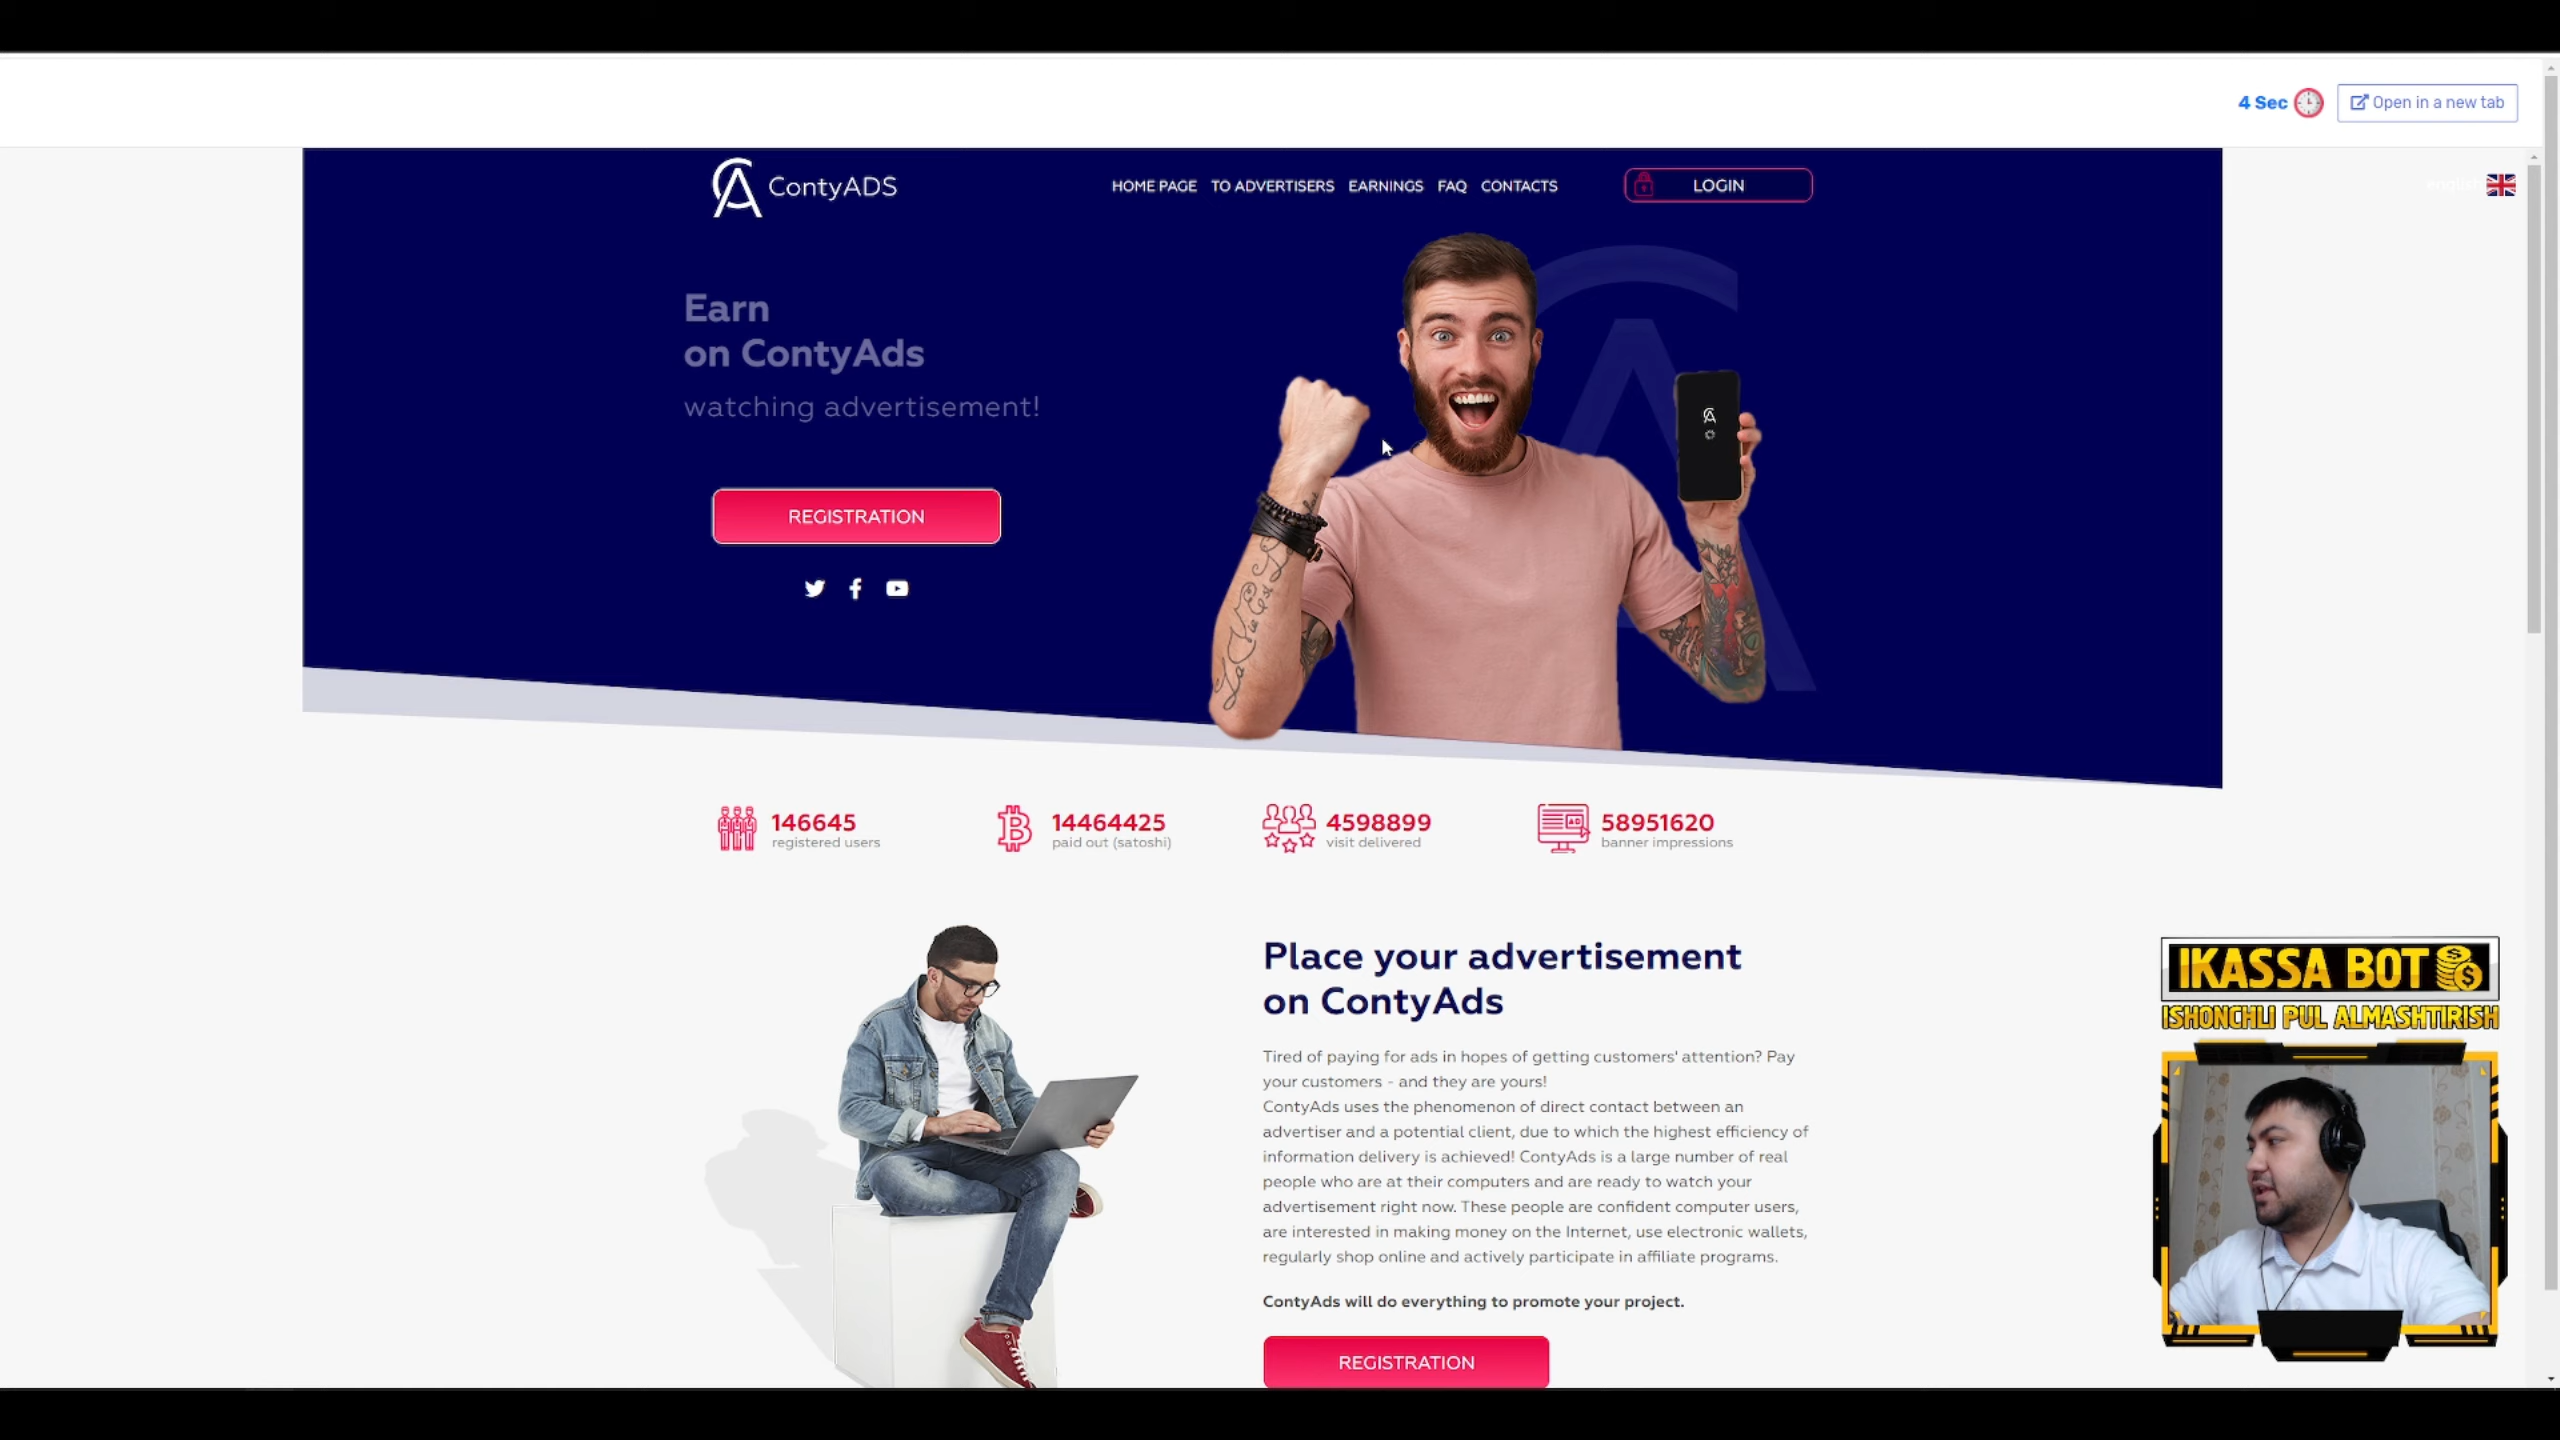 4 Sec
Open in a new tab
ContyADS
HOME PAGE
TO ADVERTISERS
EARNINGS
FAQ
CONTACTS
LOGIN
english
Earn
on ContyAds
watching advertisement!
REGISTRATION
146645
registered users
14464425
paid out (satoshi)
4598899
visit delivered
AD
58951620
banner impressions
Place your advertisement
on ContyAds
Tired of paying for ads in hopes of getting customers' attention? Pay
your customers - and they are yours!
ContyAds uses the phenomenon of direct contact between an
advertiser and a potential client, due to which the highest efficiency of
information delivery is achieved! ContyAds is a large number of real
people who are at their computers and are ready to watch your
advertisement right now. These people are confident computer users,
are interested in making money on the Internet, use electronic wallets,
regularly shop online and actively participate in affiliate programs.
ContyAds will do everything to promote your project.
REGISTRATION
IKASSA BOT
ISHONCHLI PUL ALMASHTIRISH